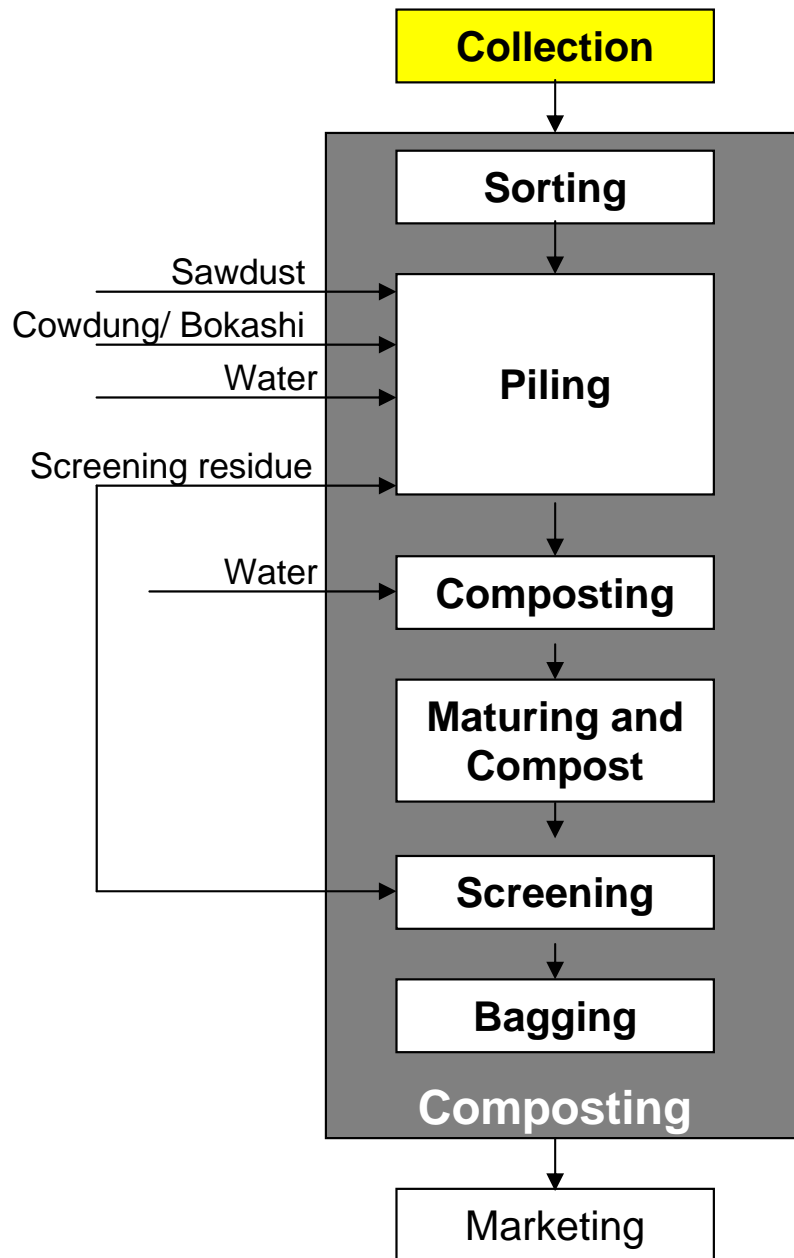 Collection
Sorting
Sawdust
Cowdung/ Bokashi
Water
Piling
Screening residue
Water
Composting
Maturing and
Compost
Screening
Bagging
Composting
Marketing